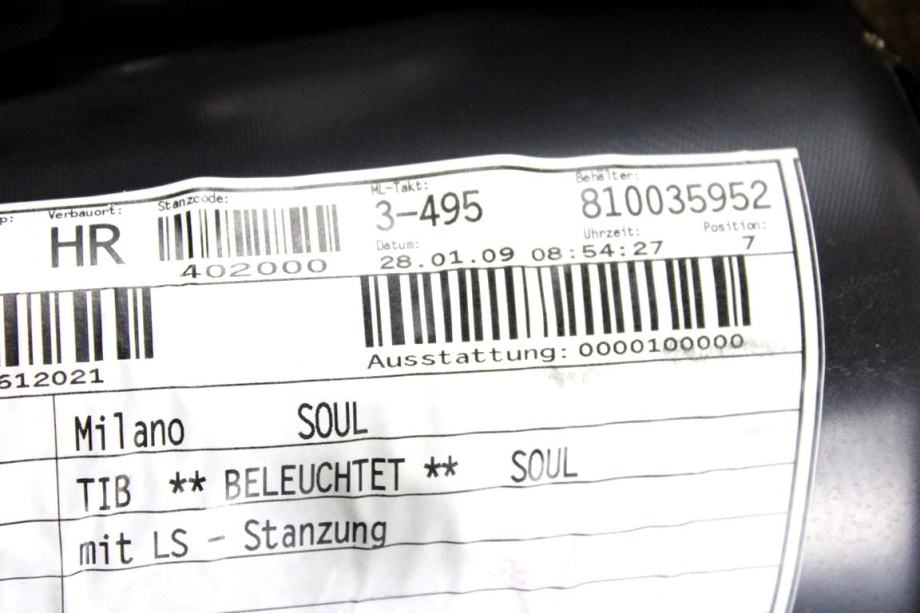 p:
Verbauort:
HR
Stanzcode:
402000
ML-Takt:
3-495
Behälter:
810035952
Datum:
28.01.09
Uhrzeit:
08:54:27
Position:
7
612021
Ausstattung: 0000100000
Milano SOUL
TIB ** BELEUCHTET ** SOUL
mit LS - Stanzung